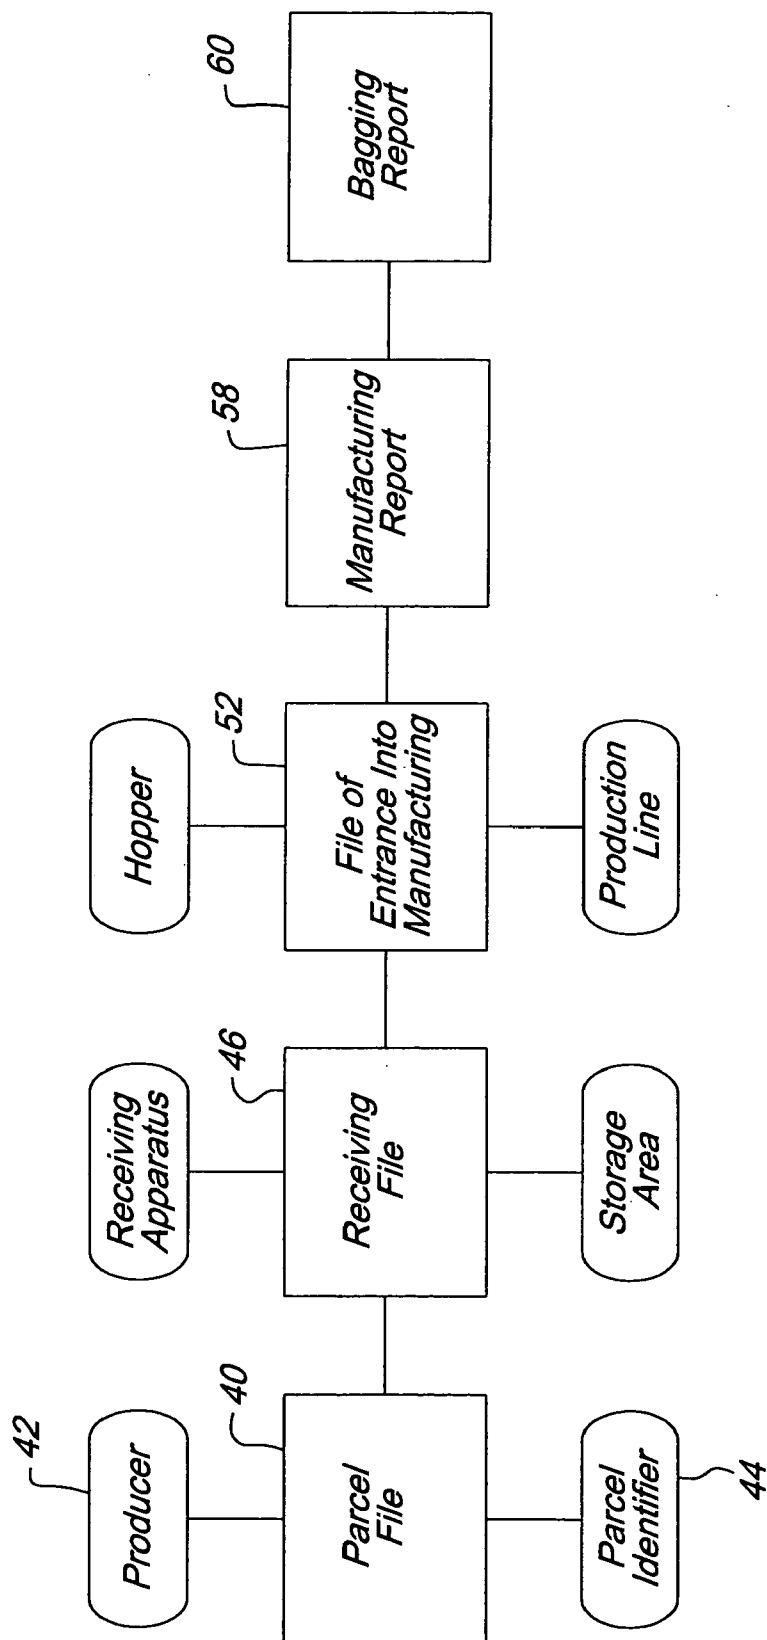 42
Producer
40
Parcel
File
Parcel
Identifier
44
Receiving
Apparatus
46
Receiving
File
Storage
Area
Hopper
52
File of
Entrance Into
Manufacturing
Production
Line
58
Manufacturing
Report
60
Bagging
Report